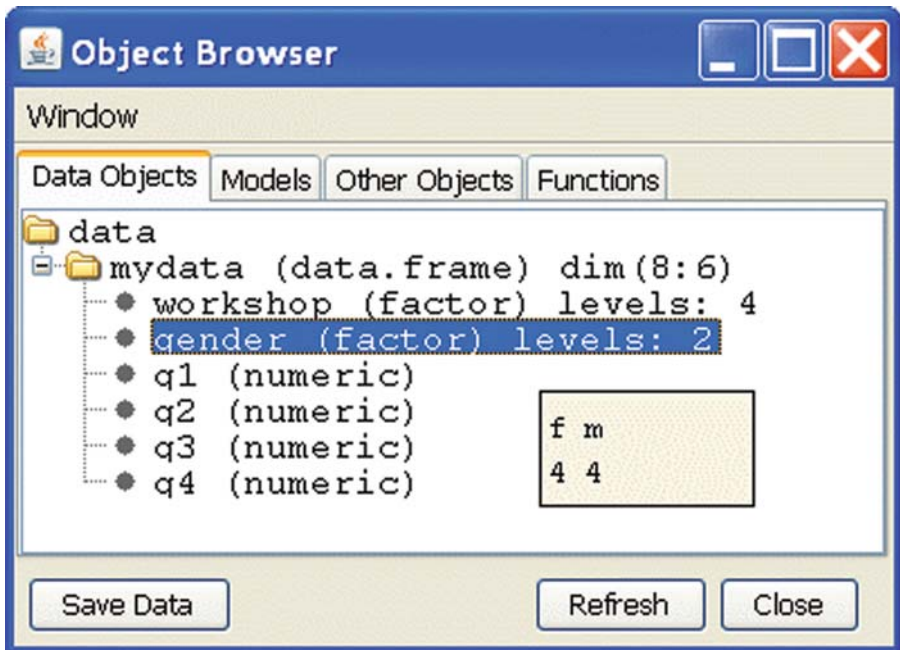 Object Browser
Window
Data Objects Models Other Objects Functions
data
mydata (data.frame) dim(8:6)
workshop (factor) levels: 4
gender (factor) levels: 2
q1 (numeric)
q2 (numeric)
q3 (numeric)
q4 (numeric)
f m
4 4
Save Data Refresh Close